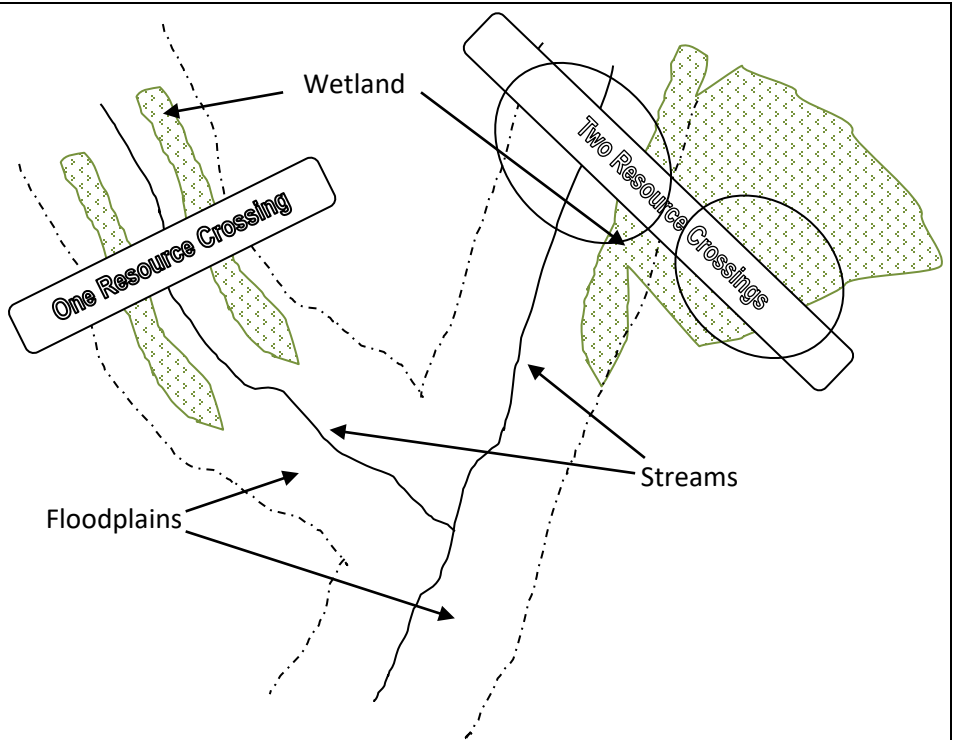 Wetland
Two Resource Crossings
One Resource Crossing
Streams
Floodplains